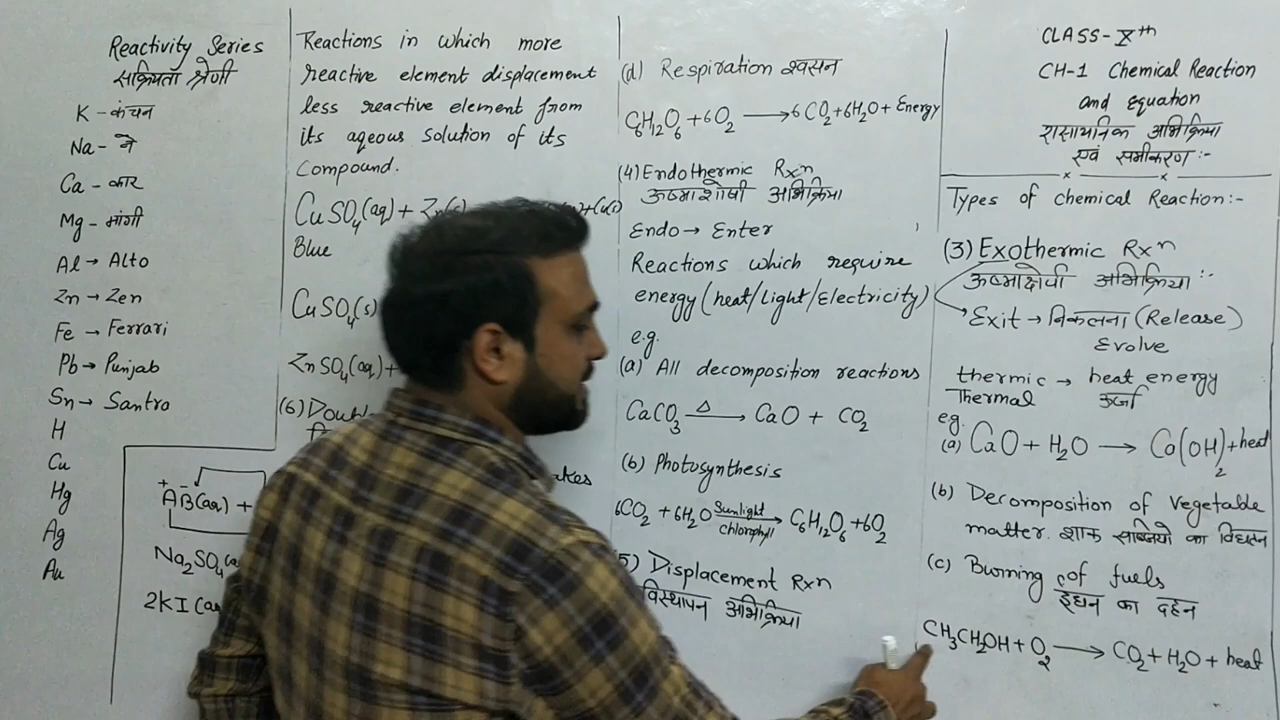 CLASS-Xth
CH-1 Chemical Reaction
and Equation
रासायनिक अभिक्रिया
एवं समीकरण :-
Types of chemical Reaction:-
(3) Exothermic Rxn
ऊष्माक्षेपी अभिक्रिया :-
Exit → निकलना (Release)
Evolve
thermic → heat energy
Thermal ऊर्जा
eg.
(a) CaO + H₂O → Ca(OH)₂ + heat
(b) Decomposition of vegetable
matter. शाक सब्जियो का विघटन
(c) Burning of fuels
ईंधन का दहन
CH₃CH₂OH + O₂ → CO₂ + H₂O + heat
(d) Respiration श्वसन
C₆H₁₂O₆ + 6O₂ → 6CO₂ + 6H₂O + Energy
(4) Endothermic Rxn
ऊष्माशोषी अभिक्रिया
Endo → Enter
Reactions which require
energy (heat/Light/Electricity)
e.g.
(a) All decomposition reactions
CaCO₃ Δ→ CaO + CO₂
(b) Photosynthesis
6CO₂ + 6H₂O Sunlight→ chlorophyll C₆H₁₂O₆ + 6O₂
5) Displacement Rxn
विस्थापन अभिक्रिया
Reactions in which more
reactive element displacement
less reactive element from
its aqeous solution of its
Compound.
CuSO₄(aq) + Zn(s)
Blue
CuSO₄(s)
ZnSO₄(aq) +
(6) Doub
akes
Reactivity Series
सक्रियता श्रेणी
K - कंचन
Na - ने
Ca - कार
Mg - मांगी
Al → Alto
Zn → Zen
Fe → Ferrari
Pb → Punjab
Sn → Santro
H
Cu
Hg
Ag
Au
+ -
AB(aq) +
Na₂SO₄(a
2KI(aq